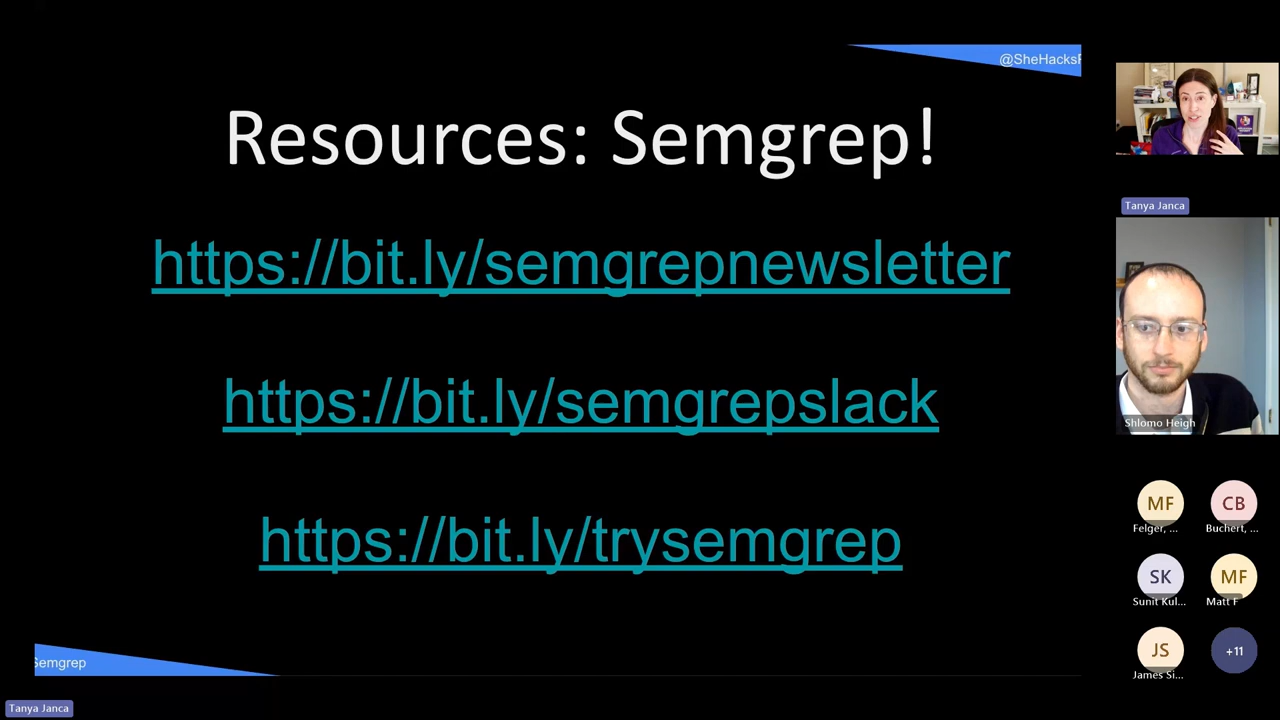 @SheHacksP
Resources: Semgrep!
https://bit.ly/semgrepnewsletter
https://bit.ly/semgrepslack
https://bit.ly/trysemgrep
Semgrep
Tanya Janca
Tanya Janca
Shlomo Heigh
MF
CB
Felger, ...
Buchert, ...
SK
MF
Sunit Kul...
Matt F
JS
+11
James Si...